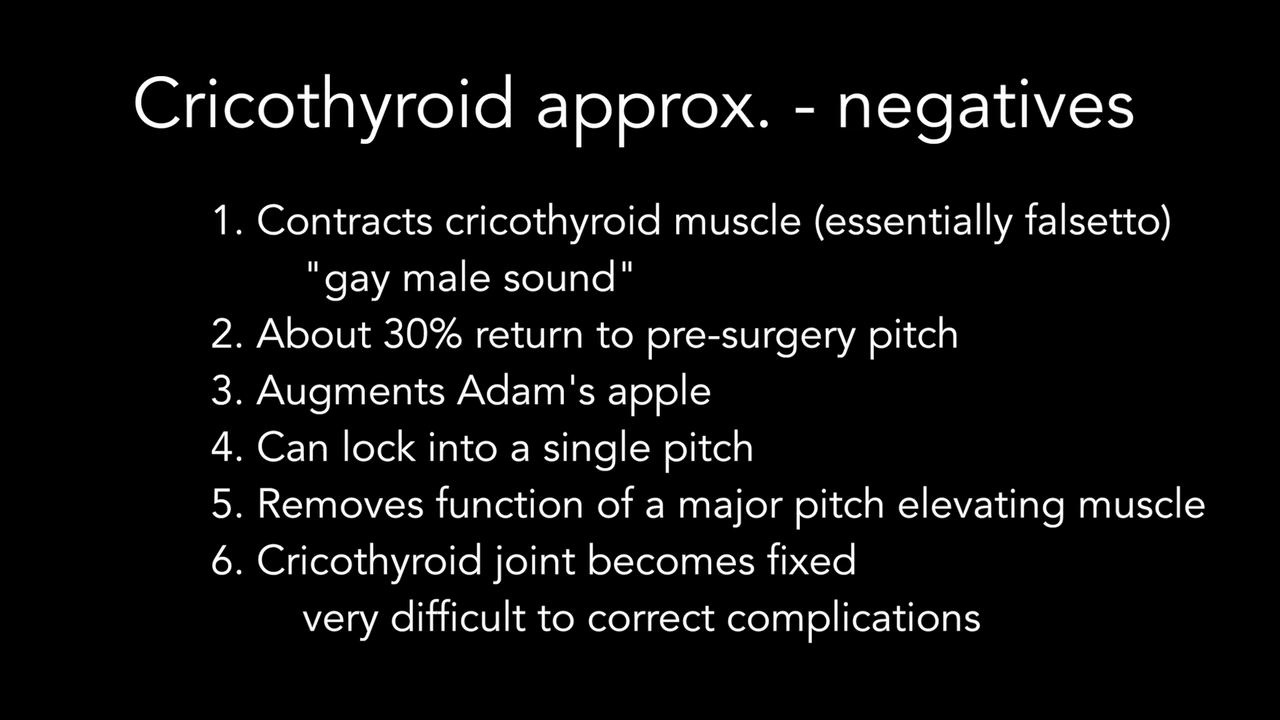 Cricothyroid approx. - negatives
1. Contracts cricothyroid muscle (essentially falsetto)
"gay male sound"
2. About 30% return to pre-surgery pitch
3. Augments Adam's apple
4. Can lock into a single pitch
5. Removes function of a major pitch elevating muscle
6. Cricothyroid joint becomes fixed
very difficult to correct complications